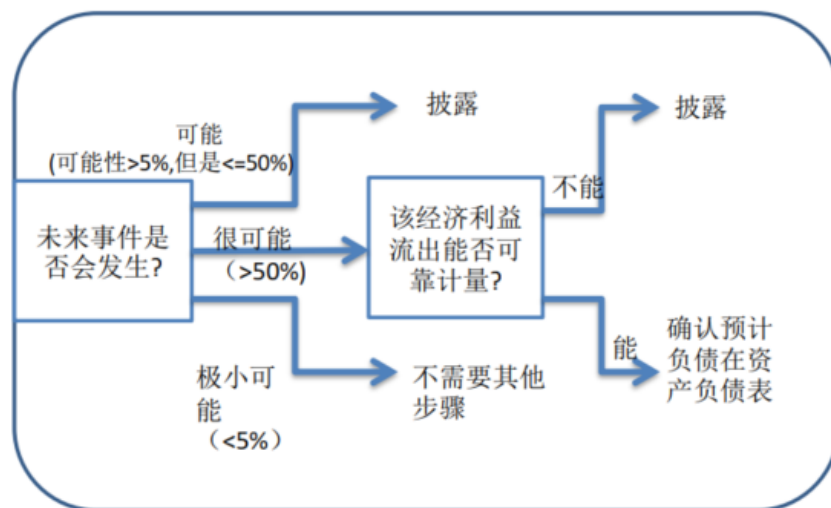 披露
披露
可能
(可能性>5%,但是<=50%)
不能
未来事件是
否会发生?
很可能
（>50%)
该经济利益
流出能否可
靠计量?
极小可
能
（<5%）
不需要其他
步骤
能
确认预计
负债在资
产负债表